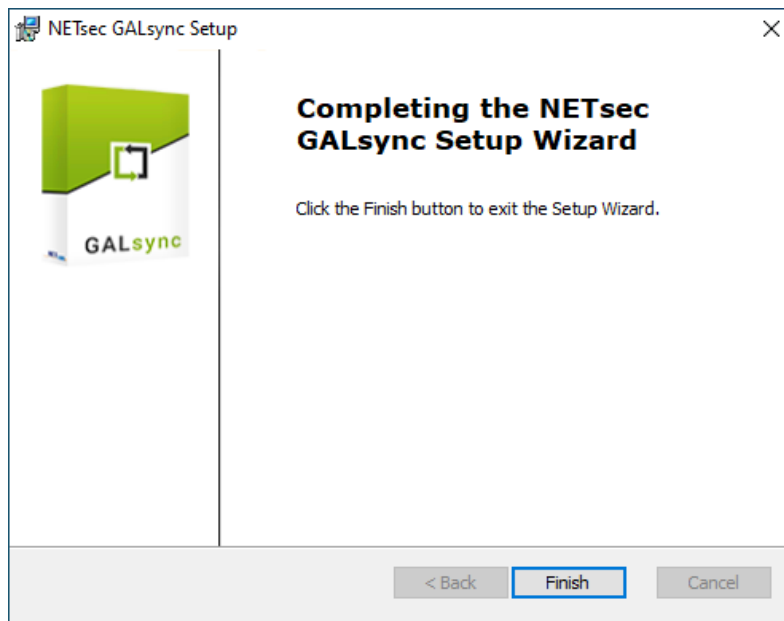 NETsec GALsync Setup
Completing the NETsec
GALsync Setup Wizard
Click the Finish button to exit the Setup Wizard.
GALsync
< Back
Finish
Cancel